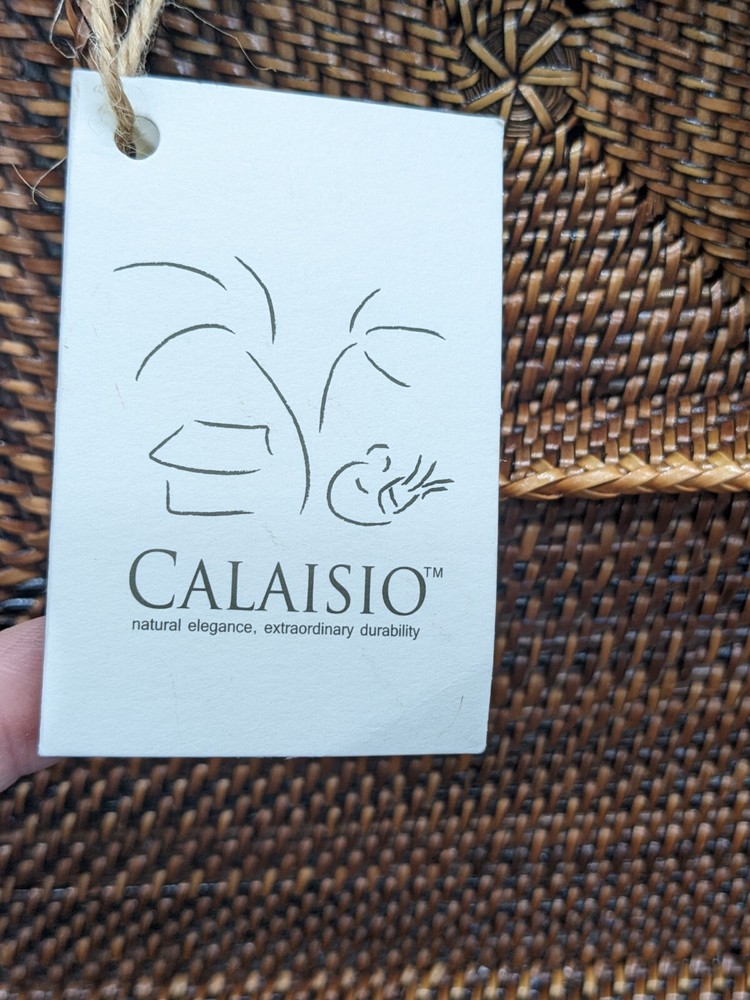 CALAISIO™
natural elegance, extraordinary durability